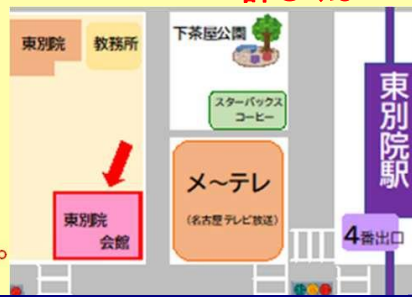 東別院
教務所
下茶屋公園
スターバックス
コーヒー
東別院駅
メ～テレ
(名古屋テレビ放送)
東別院
会館
4番出口
。